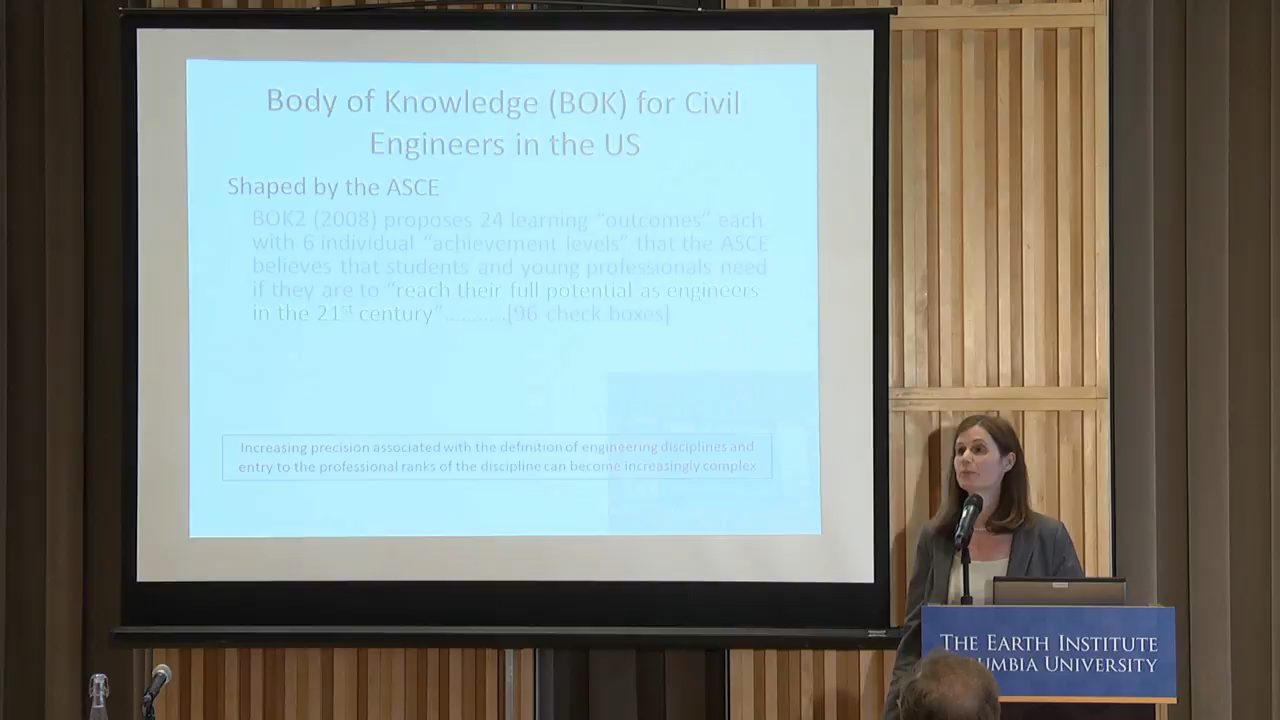 Body of Knowledge (BOK) for Civil
Engineers in the US
Shaped by the ASCE
BOK2 (2008) proposes 24 learning “outcomes” each
with 6 individual “achievement levels” that the ASCE
believes that students and young professionals need
if they are to “reach their full potential as engineers
in the 21st century”...........[96 check boxes]
Increasing precision associated with the definition of engineering disciplines and
entry to the professional ranks of the discipline can become increasingly complex
THE EARTH INSTITUTE
UNIVERSITY